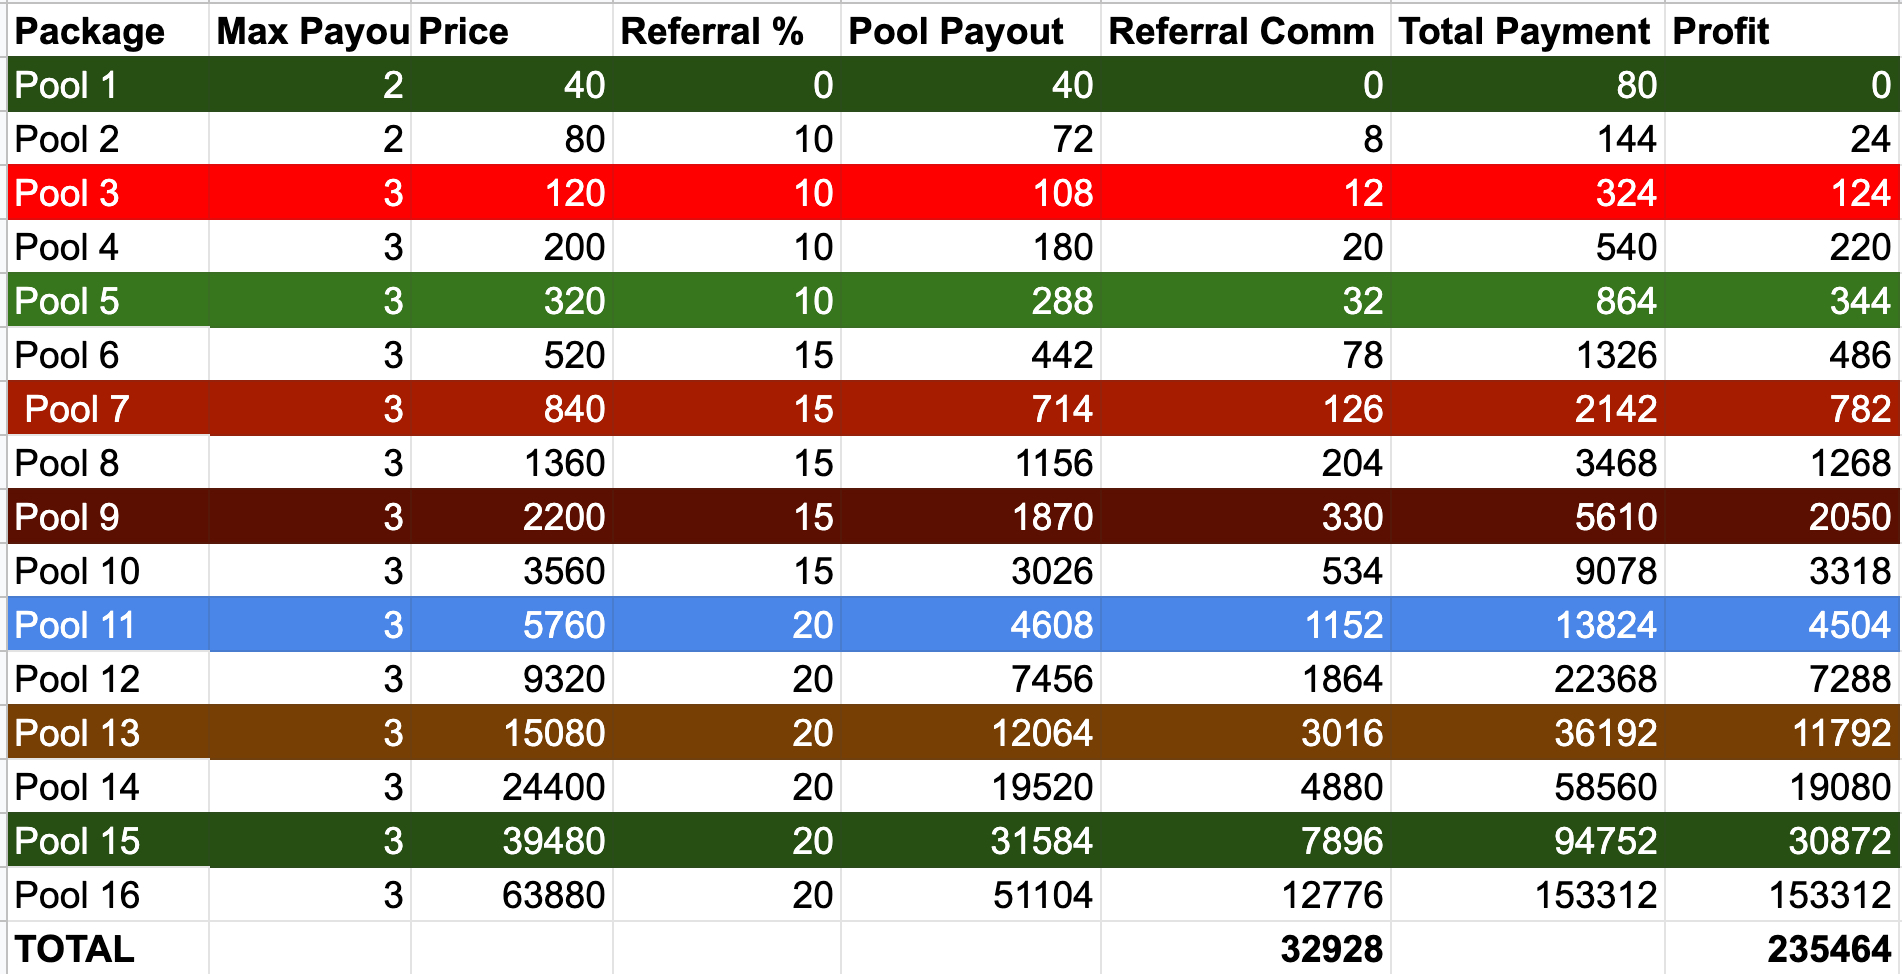 Package Max Payou Price Referral % Pool Payout Referral Comm Total Payment Profit
Pool 1 2 40 0 40 0 80 0
Pool 2 2 80 10 72 8 144 24
Pool 3 3 120 10 108 12 324 124
Pool 4 3 200 10 180 20 540 220
Pool 5 3 320 10 288 32 864 344
Pool 6 3 520 15 442 78 1326 486
Pool 7 3 840 15 714 126 2142 782
Pool 8 3 1360 15 1156 204 3468 1268
Pool 9 3 2200 15 1870 330 5610 2050
Pool 10 3 3560 15 3026 534 9078 3318
Pool 11 3 5760 20 4608 1152 13824 4504
Pool 12 3 9320 20 7456 1864 22368 7288
Pool 13 3 15080 20 12064 3016 36192 11792
Pool 14 3 24400 20 19520 4880 58560 19080
Pool 15 3 39480 20 31584 7896 94752 30872
Pool 16 3 63880 20 51104 12776 153312 153312
TOTAL 32928 235464